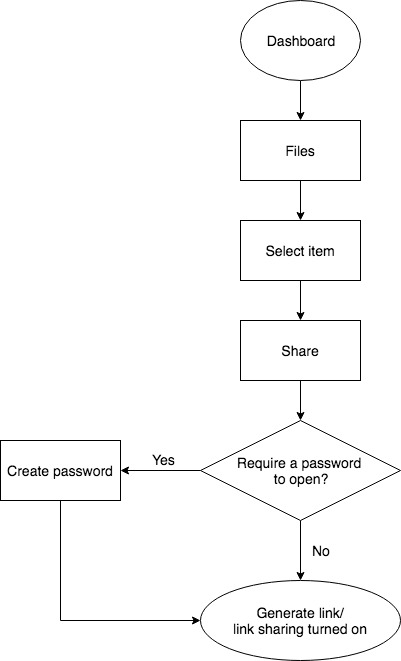 Dashboard
Files
Select item
Share
Require a password
to open?
Yes
Create password
No
Generate link/
link sharing turned on